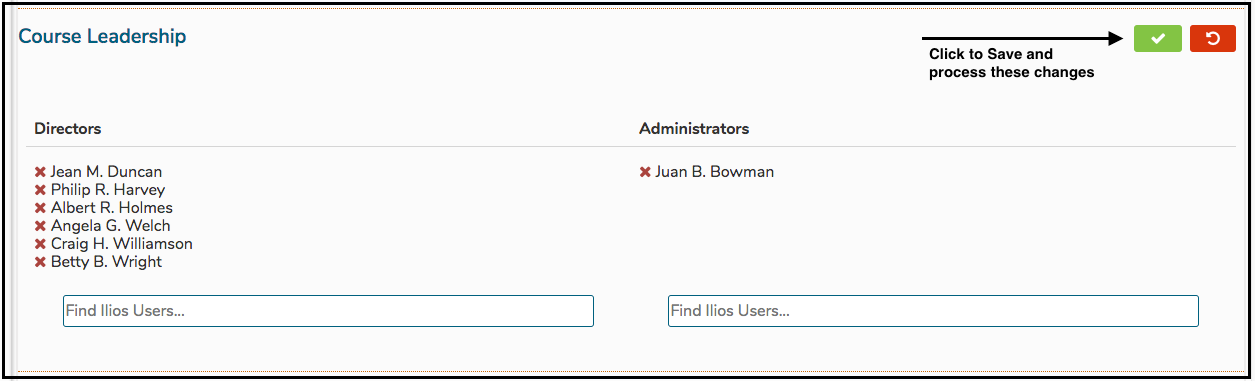 Course Leadership
Click to Save and
process these changes
Directors
Administrators
Jean M. Duncan
Juan B. Bowman
Philip R. Harvey
Albert R. Holmes
Angela G. Welch
Craig H. Williamson
Betty B. Wright
Find Ilios Users...
Find Ilios Users...